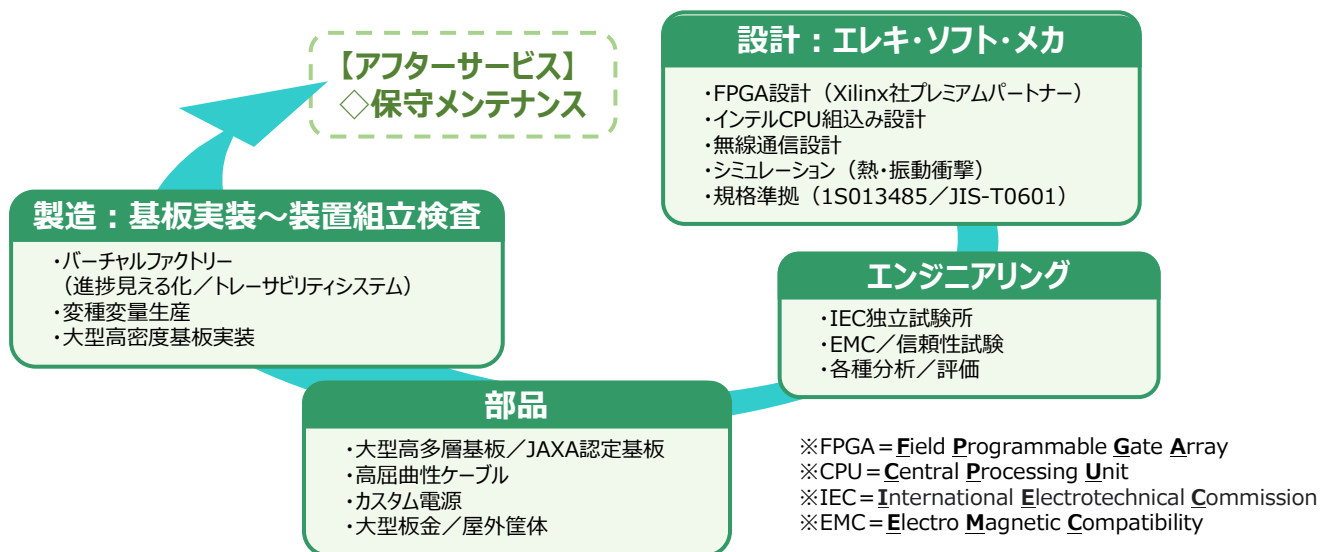 設計：エレキ・ソフト・メカ
・FPGA設計（Xilinx社プレミアムパートナー）
・インテルCPU組込み設計
・無線通信設計
・シミュレーション（熱・振動衝撃）
・規格準拠（1S013485／JIS-T0601）
エンジニアリング
・IEC独立試験所
・EMC／信頼性試験
・各種分析／評価
部品
・大型高多層基板／JAXA認定基板
・高屈曲性ケーブル
・カスタム電源
・大型板金／屋外筐体
製造：基板実装～装置組立検査
・バーチャルファクトリー
（進捗見える化／トレーサビリティシステム）
・変種変量生産
・大型高密度基板実装
【アフターサービス】
◇保守メンテナンス
※FPGA＝Field Programmable Gate Array
※CPU＝Central Processing Unit
※IEC＝International Electrotechnical Commission
※EMC＝Electro Magnetic Compatibility